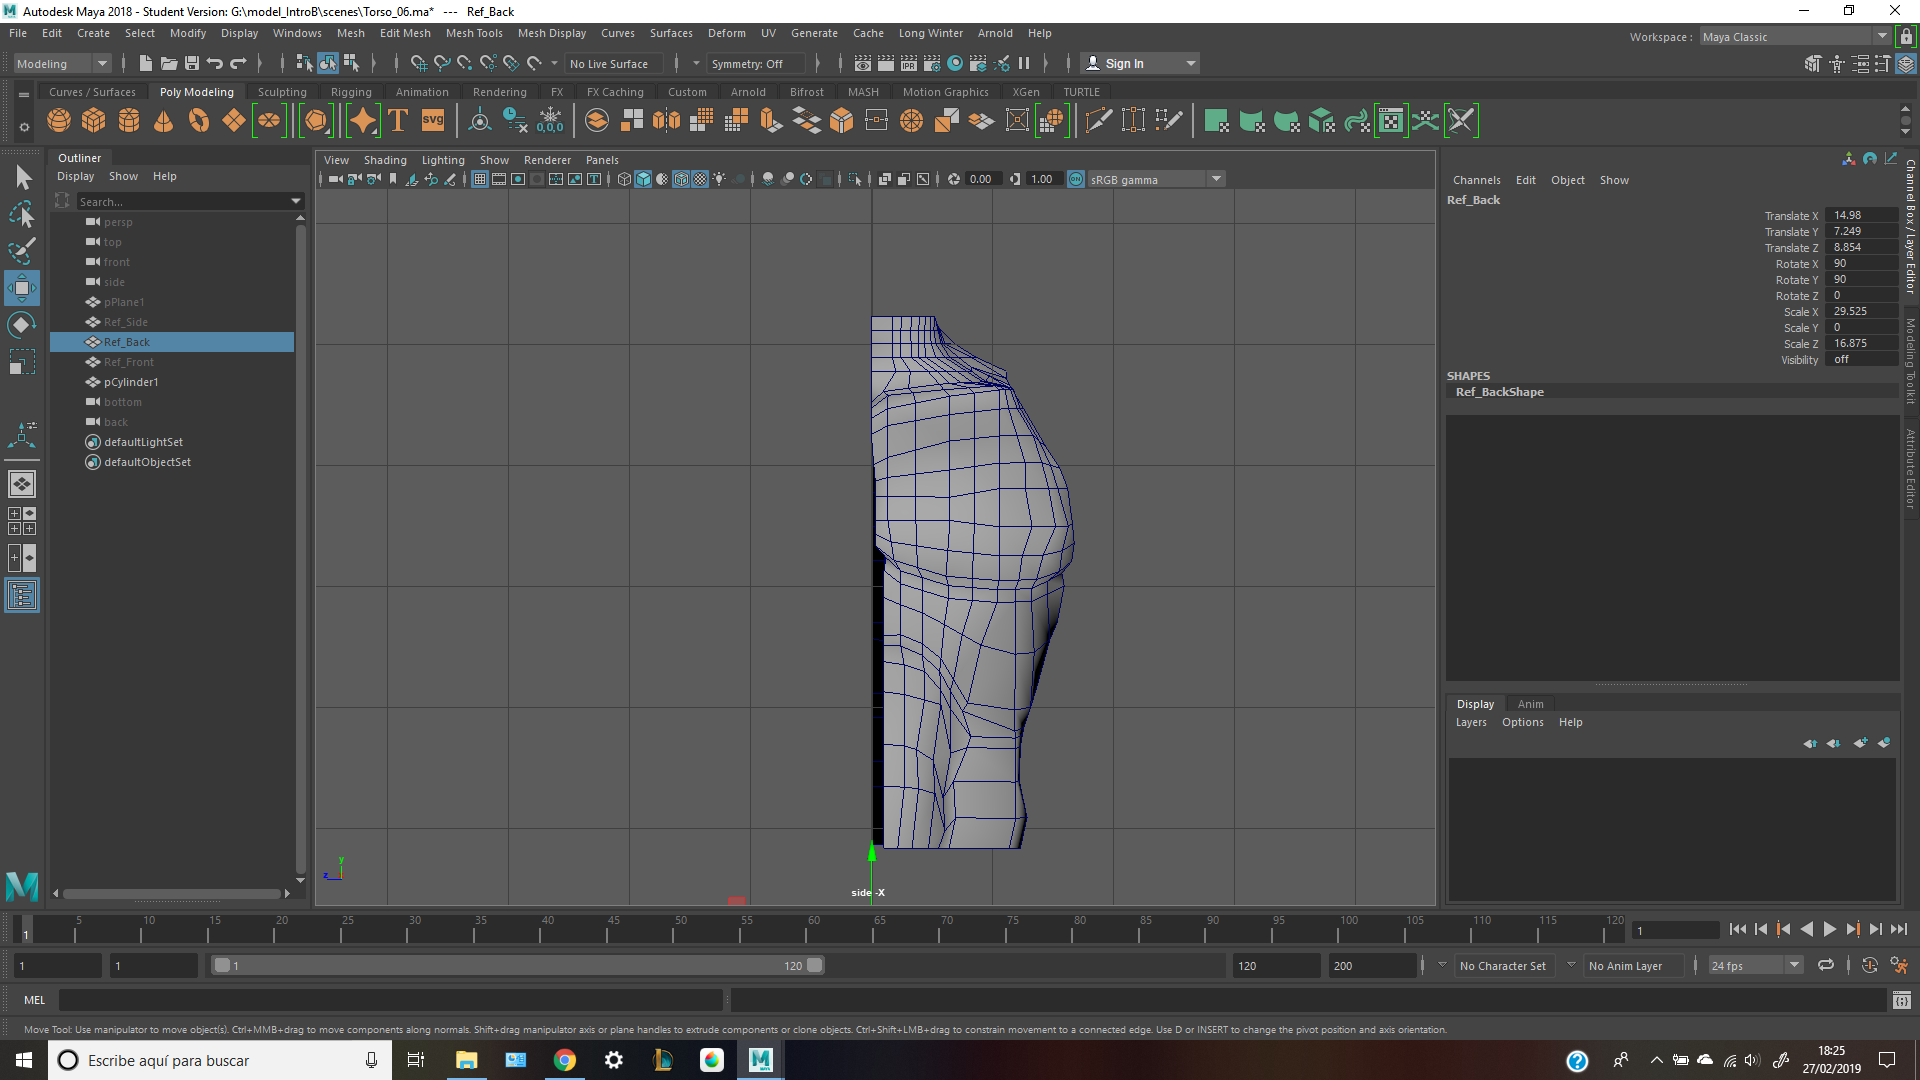 Autodesk Maya 2018 - Student Version: G:\model_IntroB\scenes\Torso_06.ma* --- Ref_Back
File Edit Create Select Modify Display Windows Mesh Edit Mesh Mesh Tools Mesh Display Curves Surfaces Deform UV Generate Cache Long Winter Arnold Help
Workspace : Maya Classic
Modeling No Live Surface Symmetry: Off IPR Sign In
Curves / Surfaces Poly Modeling Sculpting Rigging Animation Rendering FX FX Caching Custom Arnold Bifrost MASH Motion Graphics XGen TURTLE
T svg 0,0,0
Outliner
Display Show Help
Search...
persp
top
front
side
pPlane1
Ref_Side
Ref_Back
Ref_Front
pCylinder1
bottom
back
defaultLightSet
defaultObjectSet
View Shading Lighting Show Renderer Panels
0.00 1.00 ON sRGB gamma
y
z
side -X
Channels Edit Object Show
Ref_Back
Translate X 14.98
Translate Y 7.249
Translate Z 8.854
Rotate X 90
Rotate Y 90
Rotate Z 0
Scale X 29.525
Scale Y 0
Scale Z 16.875
Visibility off
SHAPES
Ref_BackShape
Channel Box / Layer Editor
Modeling Toolkit
Attribute Editor
Display Anim
Layers Options Help
5 10 15 20 25 30 35 40 45 50 55 60 65 70 75 80 85 90 95 100 105 110 115 120
1 1
1 1 1 120 120 200 No Character Set No Anim Layer 24 fps
MEL
Move Tool: Use manipulator to move object(s). Ctrl+MMB+drag to move components along normals. Shift+drag manipulator axis or plane handles to extrude components or clone objects. Ctrl+Shift+LMB+drag to constrain movement to a connected edge. Use D or INSERT to change the pivot position and axis orientation.
Escribe aquí para buscar
18:25
27/02/2019